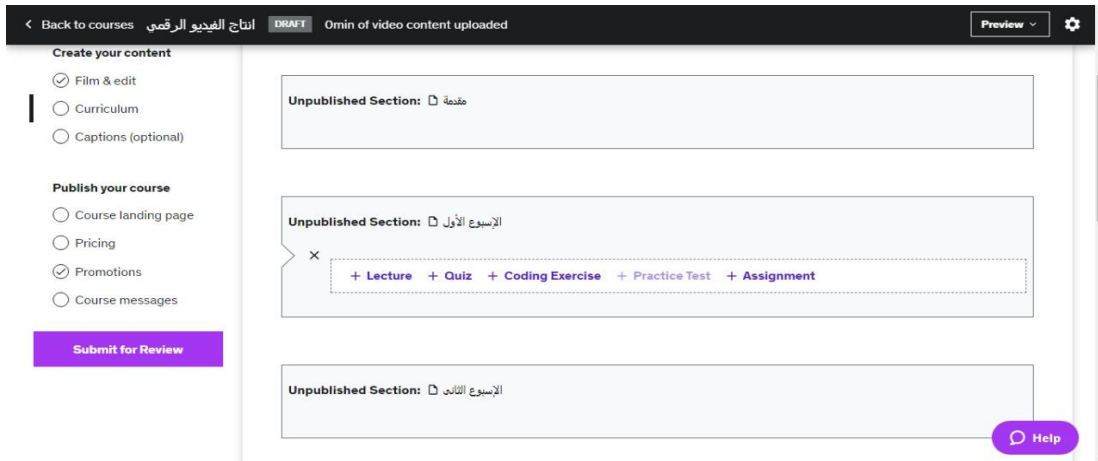 < Back to courses انتاج الفيديو الرقمي DRAFT 0min of video content uploaded Preview
Create your content
Film & edit
Curriculum
Captions (optional)
Publish your course
Course landing page
Pricing
Promotions
Course messages
Submit for Review
Unpublished Section: مقدمة
Unpublished Section: الإسبوع الأول
+ Lecture + Quiz + Coding Exercise + Practice Test + Assignment
Unpublished Section: الإسبوع الثانى
Help